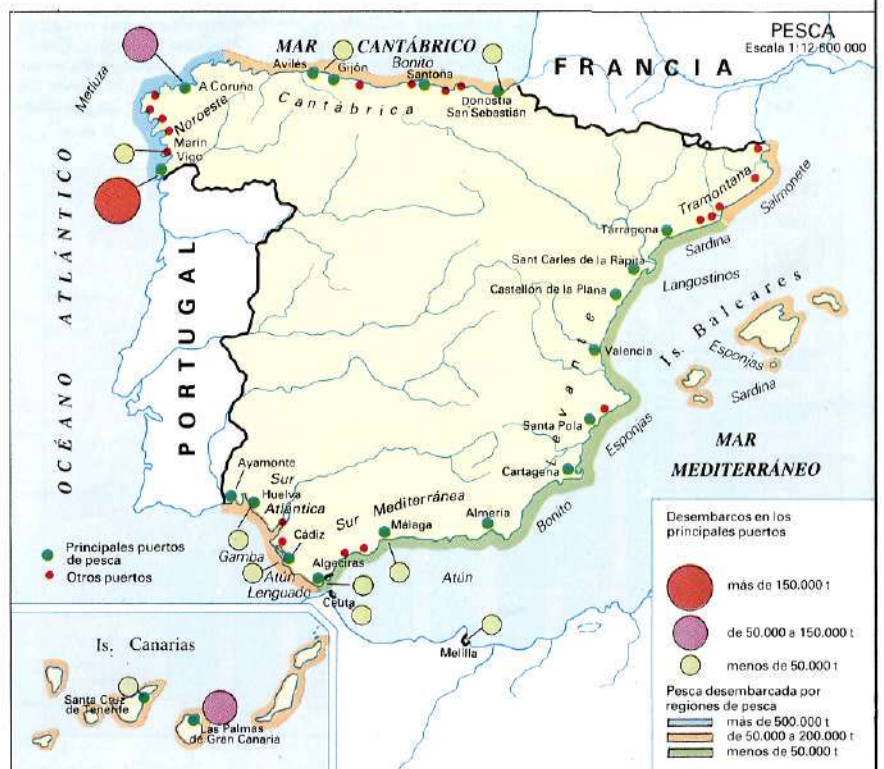 PESCA
Escala 1:12 600 000
MAR CANTÁBRICO
FRANCIA
Avilés
Gijón
Bonito
Santoña
Donostia
San Sebastián
Cantábrica
Merluza
A Coruña
Noroeste
Marín
Vigo
OCÉANO ATLÁNTICO
PORTUGAL
Tramontana
Salmonete
Tarragona
Sardina
Sant Carles de la Ràpita
Langostinos
Castellón de la Plana
Is. Baleares
Valencia
Levante
Esponjas
Sardina
Santa Pola
Esponjas
MAR
MEDITERRÁNEO
Cartagena
Bonito
Ayamonte
Huelva
Sur
Atlántica
Sur Mediterránea
Málaga
Almería
Cádiz
Gamba
Atún
Lenguado
Algeciras
Ceuta
Atún
Melilla
Principales puertos
de pesca
Otros puertos
Is. Canarias
Santa Cruz
de Tenerife
Las Palmas
de Gran Canaria
Desembarcos en los
principales puertos
más de 150.000 t
de 50.000 a 150.000 t
menos de 50.000 t
Pesca desembarcada por
regiones de pesca
más de 500.000 t
de 50.000 a 200.000 t
menos de 50.000 t